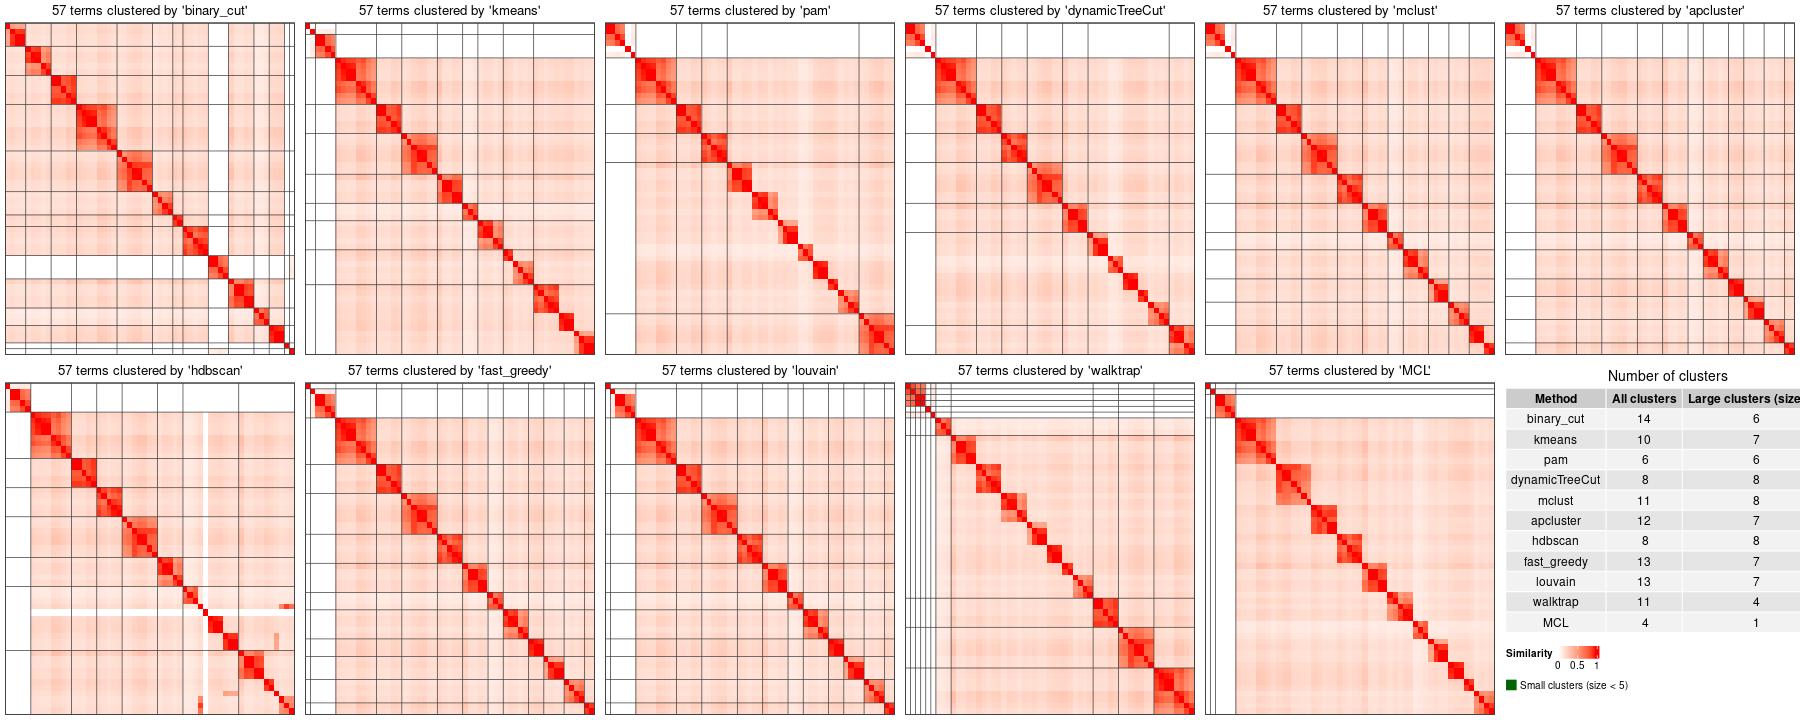 57 terms clustered by 'binary_cut'
57 terms clustered by 'kmeans'
57 terms clustered by 'pam'
57 terms clustered by 'dynamicTreeCut'
57 terms clustered by 'mclust'
57 terms clustered by 'apcluster'
57 terms clustered by 'hdbscan'
57 terms clustered by 'fast_greedy'
57 terms clustered by 'louvain'
57 terms clustered by 'walktrap'
57 terms clustered by 'MCL'
Number of clusters
Method All clusters Large clusters (size
binary_cut 14 6
kmeans 10 7
pam 6 6
dynamicTreeCut 8 8
mclust 11 8
apcluster 12 7
hdbscan 8 8
fast_greedy 13 7
louvain 13 7
walktrap 11 4
MCL 4 1
Similarity
0 0.5 1
Small clusters (size < 5)